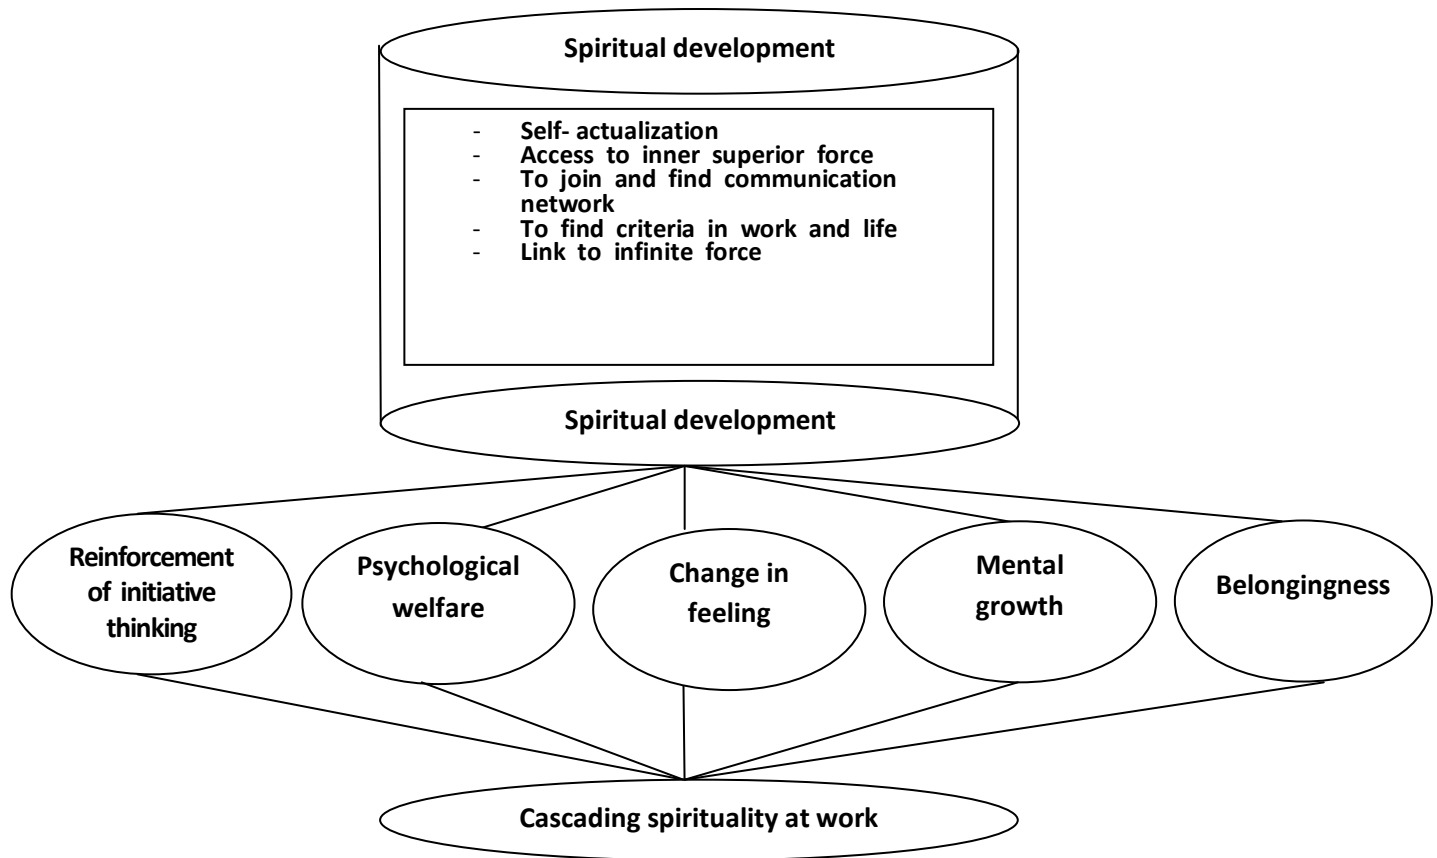 Spiritual development
- Self- actualization
- Access to inner superior force
- To join and find communication
network
- To find criteria in work and life
- Link to infinite force
Spiritual development
Reinforcement
of initiative
thinking
Psychological
welfare
Change in
feeling
Mental
growth
Belongingness
Cascading spirituality at work